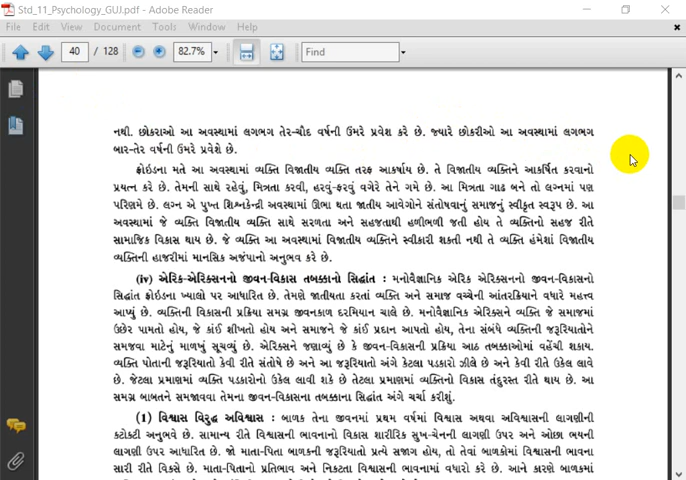 Std_11_Psychology_GUJ.pdf - Adobe Reader
File Edit View Document Tools Window Help
40 / 128 82.7% Find
નથી. છોકરાઓ આ અવસ્થામાં લગભગ તેર-ચૌદ વર્ષની ઉંમરે પ્રવેશ કરે છે. જ્યારે છોકરીઓ આ અવસ્થામાં લગભગ
બાર-તેર વર્ષની ઉંમરે પ્રવેશે છે.
ફ્રોઇડના મતે આ અવસ્થામાં વ્યક્તિ વિજાતીય વ્યક્તિ તરફ આકર્ષાય છે. તે વિજાતીય વ્યક્તિને આકર્ષિત કરવાનો
પ્રયત્ન કરે છે. તેમની સાથે રહેવું, મિત્રતા કરવી, હરવું-ફરવું વગેરે તેને ગમે છે. આ મિત્રતા ગાઢ બને તો લગ્નમાં પણ
પરિણમે છે. લગ્ન એ પુખ્ત શિશ્નકેન્દ્રી અવસ્થામાં ઊભા થતા જાતીય આવેગોને સંતોષવાનું સમાજનું સ્વીકૃત સ્વરૂપ છે. આ
અવસ્થામાં જે વ્યક્તિ વિજાતીય વ્યક્તિ સાથે સરળતા અને સહજતાથી હળીભળી જતી હોય તે વ્યક્તિનો સહજ રીતે
સામાજિક વિકાસ થાય છે. જે વ્યક્તિ આ અવસ્થામાં વિજાતીય વ્યક્તિને સ્વીકારી શકતી નથી તે વ્યક્તિ હંમેશાં વિજાતીય
વ્યક્તિની હાજરીમાં માનસિક અજંપાનો અનુભવ કરે છે.
(iv) એરિક-એરિક્સનનો જીવન-વિકાસ તબક્કાનો સિદ્ધાંત : મનોવૈજ્ઞાનિક એરિક એરિક્સનનો જીવન-વિકાસનો
સિદ્ધાંત ફ્રોઇડના ખ્યાલો પર આધારિત છે. તેમણે જાતીયતા કરતાં વ્યક્તિ અને સમાજ વચ્ચેની આંતરક્રિયાને વધારે મહત્ત્વ
આપ્યું છે. વ્યક્તિની વિકાસની પ્રક્રિયા સમગ્ર જીવનકાળ દરમિયાન ચાલે છે. મનોવૈજ્ઞાનિક એરિક્સને વ્યક્તિ જે સમાજમાં
ઉછેર પામતો હોય, જે કાંઈ શીખતો હોય અને સમાજને જે કાંઈ પ્રદાન આપતો હોય, તેના સંબંધે વ્યક્તિની જરૂરિયાતોને
સમજવા માટેનું માળખું સૂચવ્યું છે. એરિક્સને જણાવ્યું છે કે જીવન-વિકાસની પ્રક્રિયા આઠ તબક્કામાં વહેંચી શકાય.
વ્યક્તિ પોતાની જરૂરિયાતો કેવી રીતે સંતોષે છે અને આ જરૂરિયાતો અંગે કેટલા પડકારો ઝીલે છે અને કેવી રીતે ઉકેલ લાવે
છે. જેટલા પ્રમાણમાં વ્યક્તિ પડકારોનો ઉકેલ લાવી શકે છે તેટલા પ્રમાણમાં વ્યક્તિનો વિકાસ તંદુરસ્ત રીતે થાય છે. આ
સમગ્ર બાબતને સમજાવવા તેમના જીવન-વિકાસના તબક્કાના સિદ્ધાંત અંગે ચર્ચા કરીશું.
(1) વિશ્વાસ વિરુદ્ધ અવિશ્વાસ : બાળક તેના જીવનમાં પ્રથમ વર્ષમાં વિશ્વાસ અથવા અવિશ્વાસની લાગણીની
કટોકટી અનુભવે છે. સામાન્ય રીતે વિશ્વાસની ભાવનાનો વિકાસ શારીરિક સુખ-ચેનની લાગણી ઉપર અને ઓછા ભયની
લાગણી ઉપર આધારિત છે. જો માતા-પિતા બાળકની જરૂરિયાતો પ્રત્યે સજાગ હોય, તો તેવાં બાળકોમાં વિશ્વાસની ભાવના
સારી રીતે વિકસે છે. માતા-પિતાનો પ્રતિભાવ અને નિકટતા વિશ્વાસની ભાવનામાં વધારો કરે છે. આને કારણે બાળકમાં